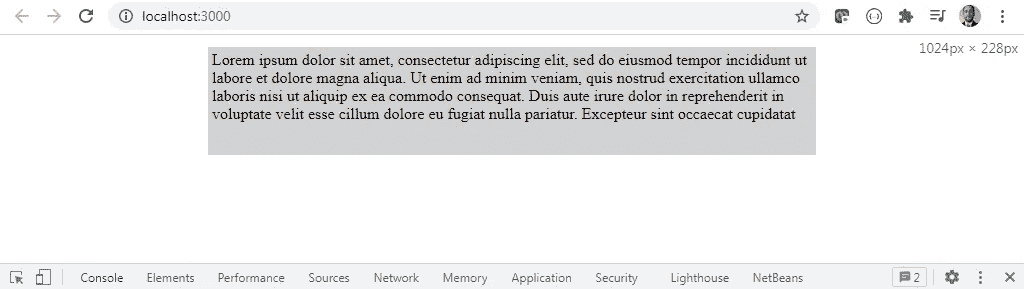 localhost:3000
1024px × 228px
Lorem ipsum dolor sit amet, consectetur adipiscing elit, sed do eiusmod tempor incididunt ut
labore et dolore magna aliqua. Ut enim ad minim veniam, quis nostrud exercitation ullamco
laboris nisi ut aliquip ex ea commodo consequat. Duis aute irure dolor in reprehenderit in
voluptate velit esse cillum dolore eu fugiat nulla pariatur. Excepteur sint occaecat cupidatat
Console Elements Performance Sources Network Memory Application Security Lighthouse NetBeans 2